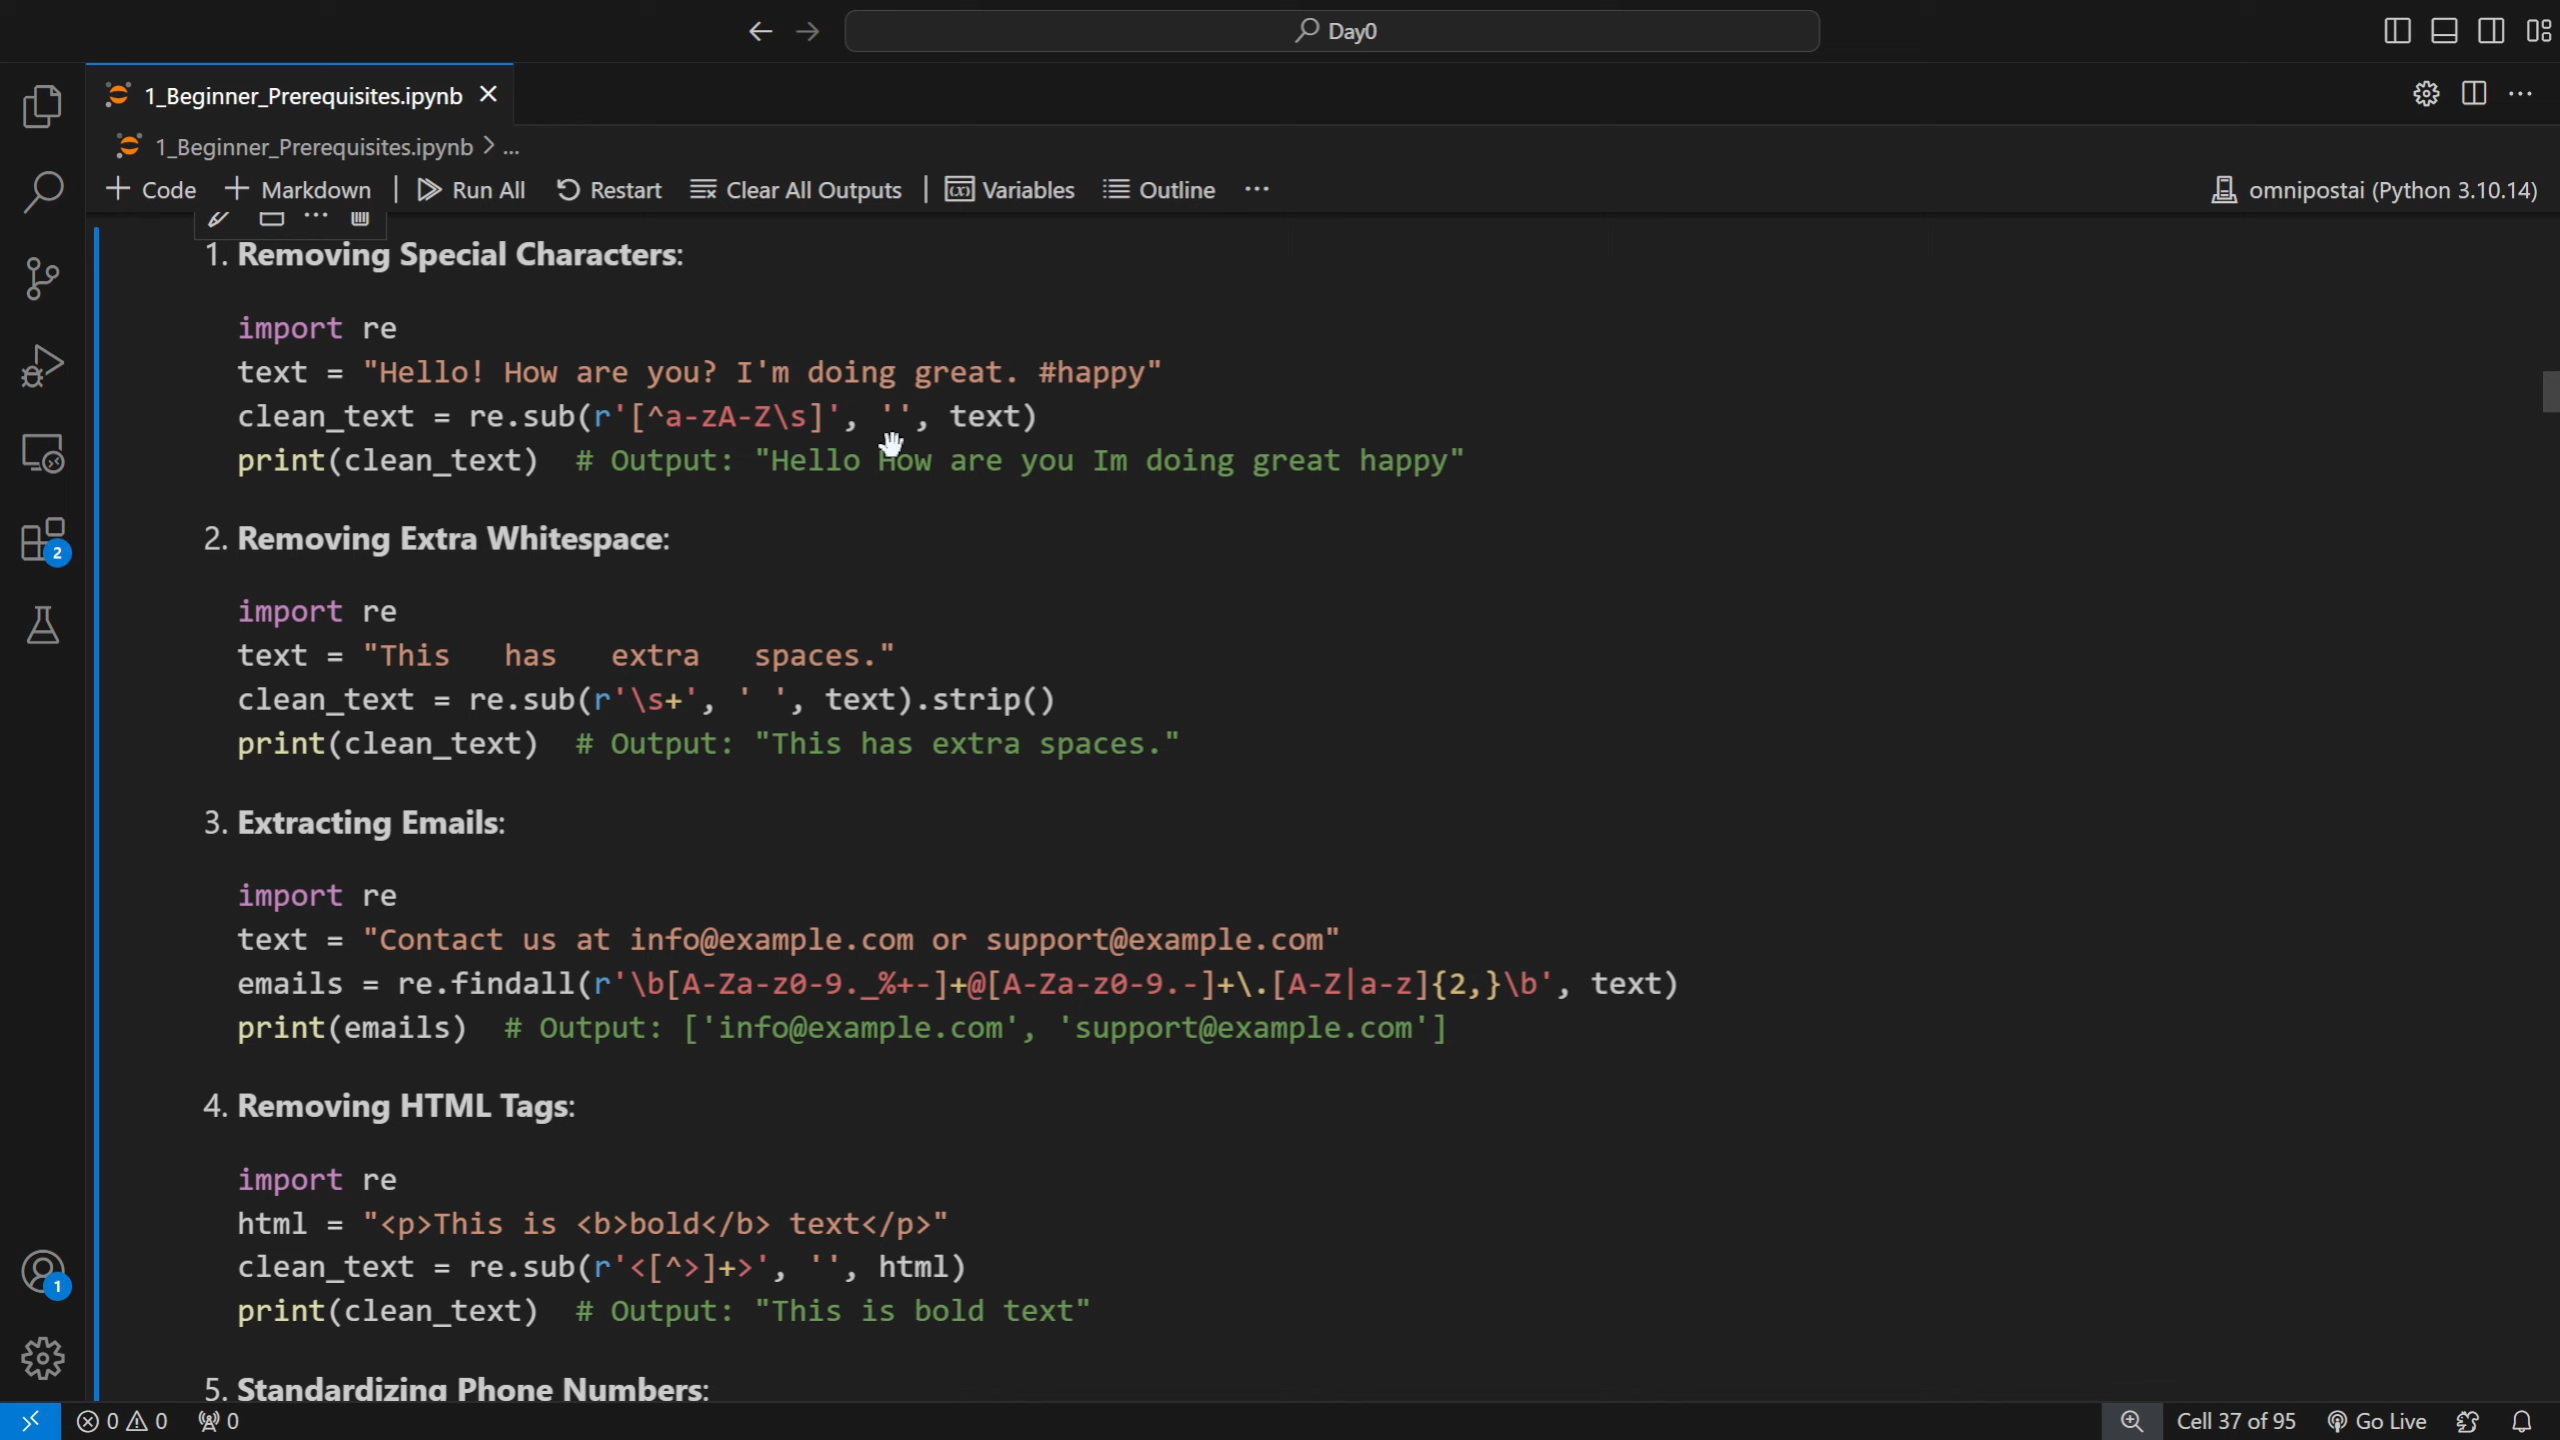 Day0
1_Beginner_Prerequisites.ipynb
1_Beginner_Prerequisites.ipynb > ...
+ Code + Markdown | Run All Restart Clear All Outputs | Variables Outline ...
omnipostai (Python 3.10.14)
1. Removing Special Characters:
import re
text = "Hello! How are you? I'm doing great. #happy"
clean_text = re.sub(r'[^a-zA-Z\s]', '', text)
print(clean_text)  # Output: "Hello How are you Im doing great happy"
2. Removing Extra Whitespace:
import re
text = "This   has   extra   spaces."
clean_text = re.sub(r'\s+', ' ', text).strip()
print(clean_text)  # Output: "This has extra spaces."
3. Extracting Emails:
import re
text = "Contact us at info@example.com or support@example.com"
emails = re.findall(r'\b[A-Za-z0-9._%+-]+@[A-Za-z0-9.-]+\.[A-Z|a-z]{2,}\b', text)
print(emails)  # Output: ['info@example.com', 'support@example.com']
4. Removing HTML Tags:
import re
html = "<p>This is <b>bold</b> text</p>"
clean_text = re.sub(r'<[^>]+>', '', html)
print(clean_text)  # Output: "This is bold text"
5. Standardizing Phone Numbers:
2
1
0 0 0
Cell 37 of 95 Go Live